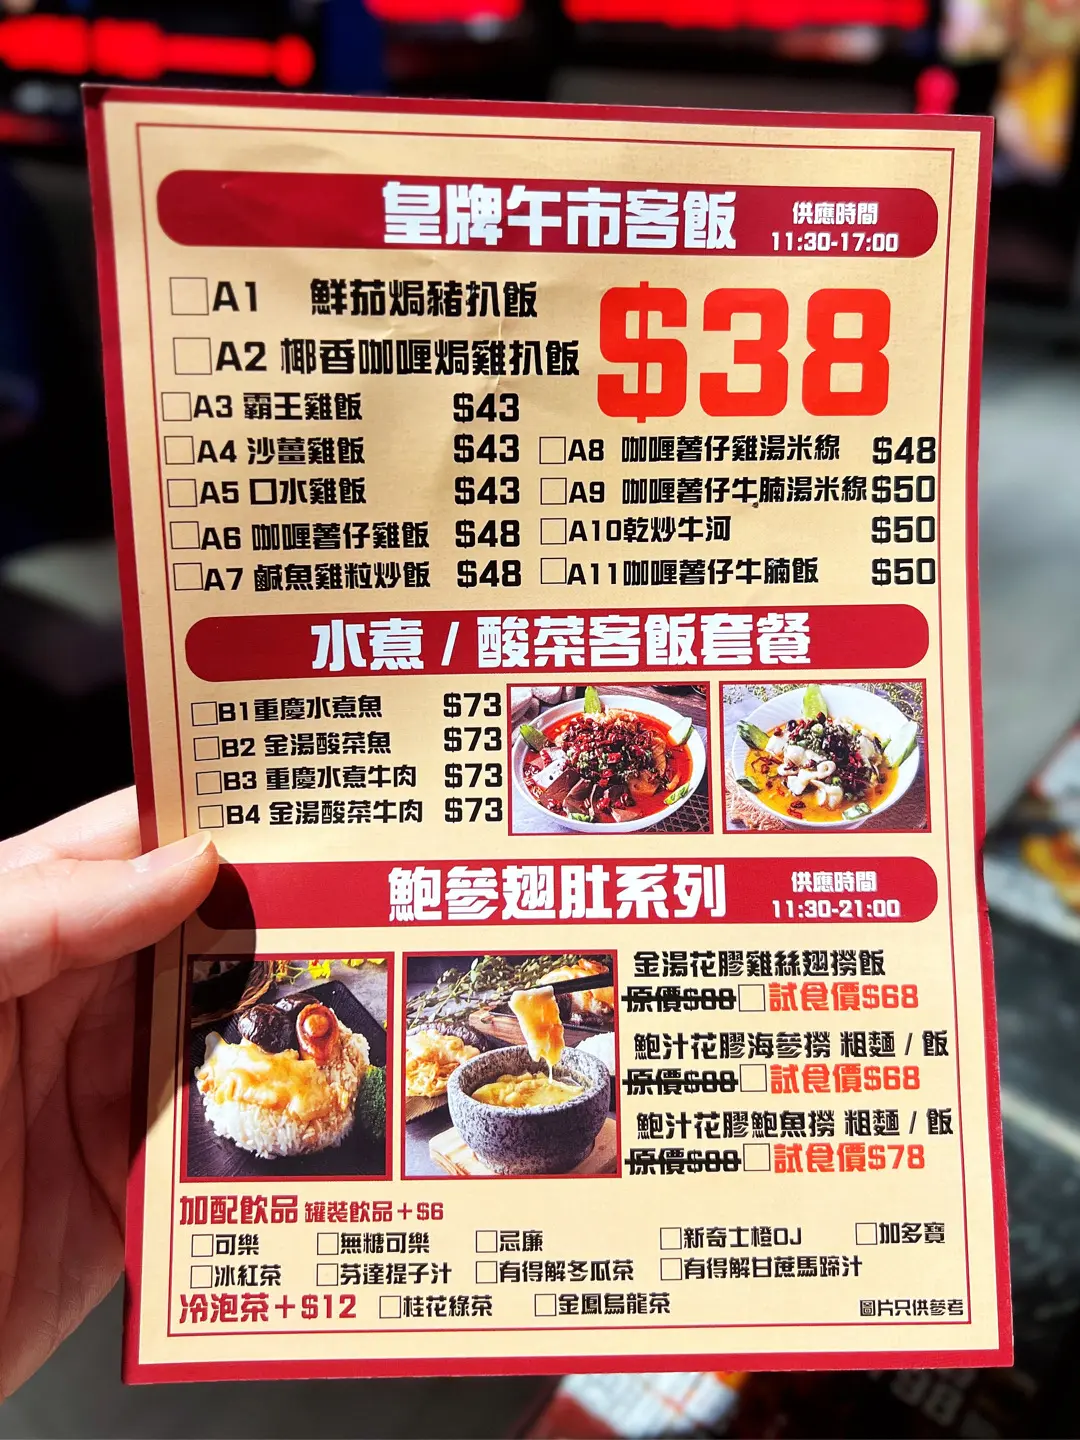 皇牌午市客飯 供應時間
11:30-17:00
A1 鮮茄焗豬扒飯
A2 椰香咖喱焗雞扒飯
$38
A3 霸王雞飯 $43
A4 沙薑雞飯 $43
A5 口水雞飯 $43
A6 咖喱薯仔雞飯 $48
A7 鹹魚雞粒炒飯 $48
A8 咖喱薯仔雞湯米線 $48
A9 咖喱薯仔牛腩湯米線 $50
A10乾炒牛河 $50
A11咖喱薯仔牛腩飯 $50
水煮 / 酸菜客飯套餐
B1重慶水煮魚 $73
B2 金湯酸菜魚 $73
B3 重慶水煮牛肉 $73
B4 金湯酸菜牛肉 $73
鮑參翅肚系列 供應時間
11:30-21:00
金湯花膠雞絲翅撈飯
原價 試食價$68
鮑汁花膠海參撈 粗麵 / 飯
原價 試食價$68
鮑汁花膠鮑魚撈 粗麵 / 飯
原價 試食價$78
加配飲品 罐裝飲品+$6
可樂 無糖可樂 忌廉 新奇士橙OJ 加多寶
冰紅茶 芬達提子汁 有得解冬瓜茶 有得解甘蔗馬蹄汁
冷泡茶+$12 桂花綠茶 金鳳烏龍茶 圖片只供參考